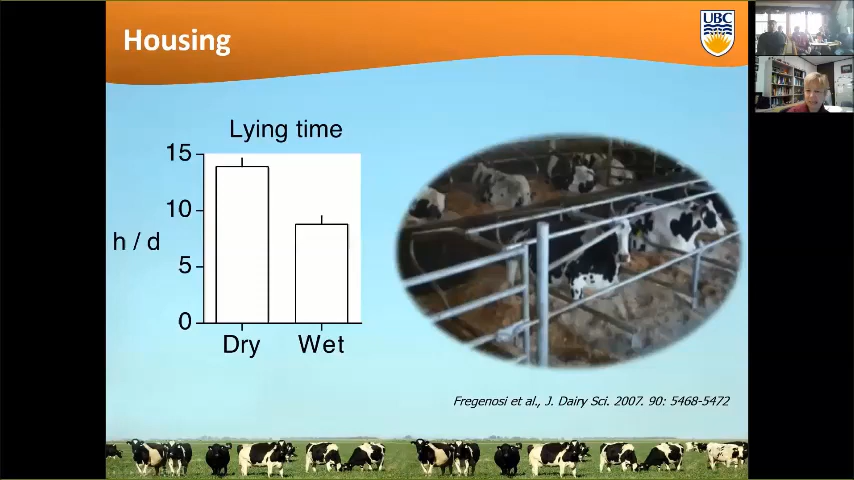 Housing
UBC
Lying time
15
10
h / d
5
0
Dry
Wet
Fregenosi et al., J. Dairy Sci. 2007. 90: 5468-5472